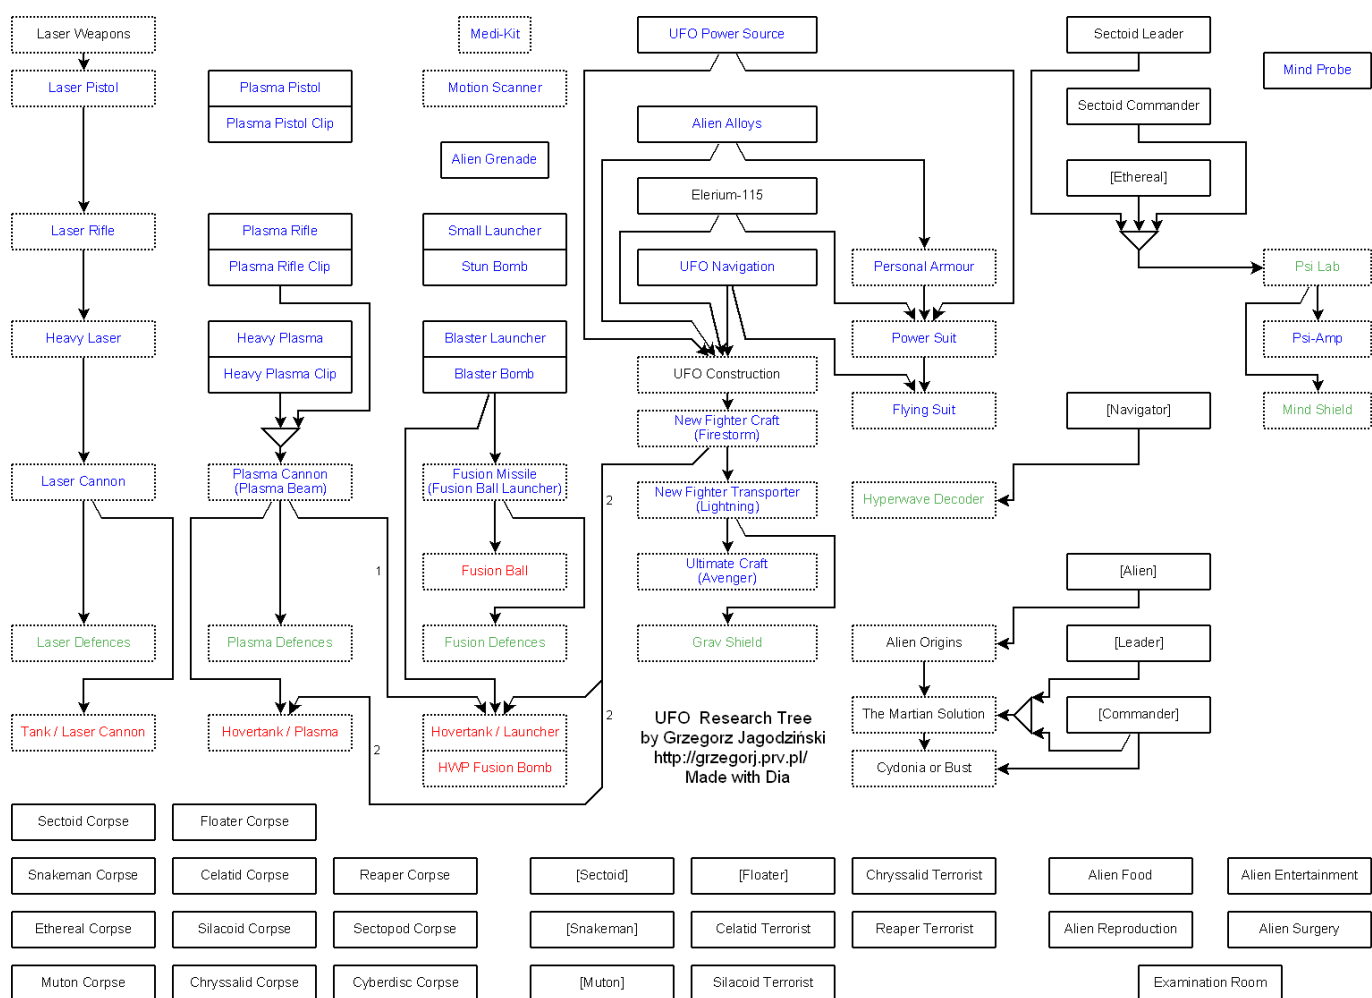 Laser Weapons
Medi-Kit
UFO Power Source
Sectoid Leader
Mind Probe
Laser Pistol
Plasma Pistol
Motion Scanner
Sectoid Commander
Plasma Pistol Clip
Alien Alloys
Alien Grenade
[Ethereal]
Elerium-115
Laser Rifle
Plasma Rifle
Small Launcher
Plasma Rifle Clip
Stun Bomb
UFO Navigation
Personal Armour
Psi Lab
Heavy Laser
Heavy Plasma
Blaster Launcher
Power Suit
Psi-Amp
Heavy Plasma Clip
Blaster Bomb
UFO Construction
New Fighter Craft
(Firestorm)
Flying Suit
[Navigator]
Mind Shield
Laser Cannon
Plasma Cannon
(Plasma Beam)
Fusion Missile
(Fusion Ball Launcher)
2
New Fighter Transporter
(Lightning)
Hyperwave Decoder
1
Fusion Ball
Ultimate Craft
(Avenger)
[Alien]
Laser Defences
Plasma Defences
Fusion Defences
Grav Shield
Alien Origins
[Leader]
2
The Martian Solution
[Commander]
Tank / Laser Cannon
Hovertank / Plasma
2
Hovertank / Launcher
HWP Fusion Bomb
Cydonia or Bust
UFO Research Tree
by Grzegorz Jagodziński
http://grzegorj.prv.pl/
Made with Dia
Sectoid Corpse
Floater Corpse
Snakeman Corpse
Celatid Corpse
Reaper Corpse
[Sectoid]
[Floater]
Chryssalid Terrorist
Alien Food
Alien Entertainment
Ethereal Corpse
Silacoid Corpse
Sectopod Corpse
[Snakeman]
Celatid Terrorist
Reaper Terrorist
Alien Reproduction
Alien Surgery
Muton Corpse
Chryssalid Corpse
Cyberdisc Corpse
[Muton]
Silacoid Terrorist
Examination Room